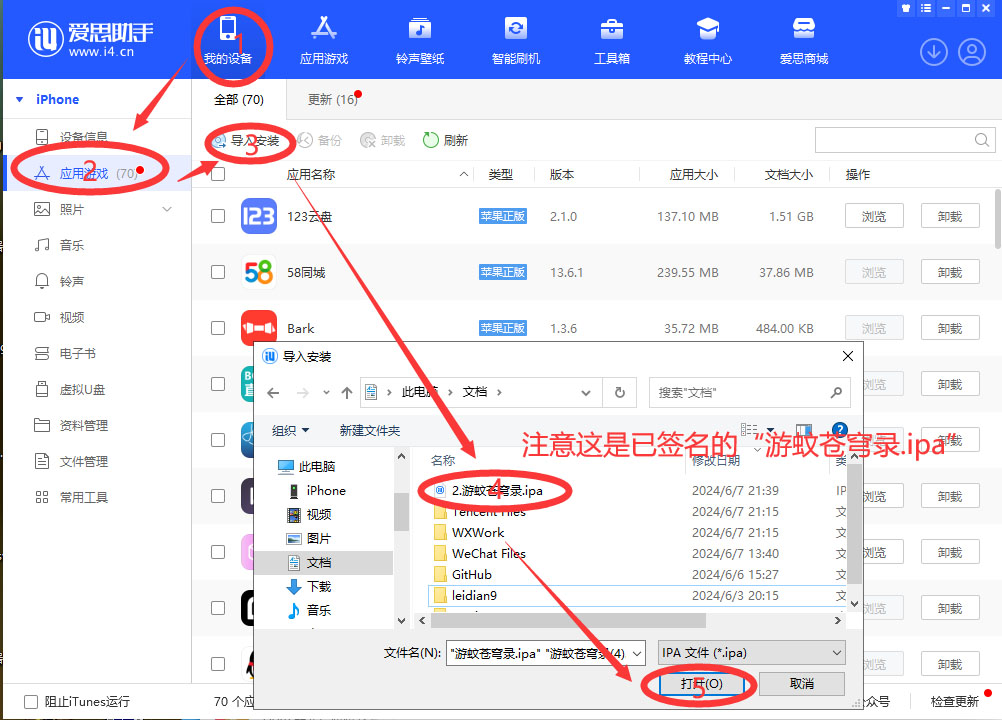 爱思助手
www.i4.cn
我的设备
1
应用游戏
铃声壁纸
智能刷机
工具箱
教程中心
爱思商城
iPhone
设备信息
应用游戏 (70)
2
照片
音乐
铃声
视频
电子书
虚拟U盘
资料管理
文件管理
常用工具
全部 (70)
更新 (16)
导入安装
3
备份
卸载
刷新
应用名称 类型 版本 应用大小 文档大小 操作
123
123云盘 苹果正版 2.1.0 137.10 MB 1.51 GB 浏览 卸载
58
58同城 苹果正版 13.6.1 239.55 MB 37.86 MB 浏览 卸载
Bark 苹果正版 1.3.6 35.72 MB 484.00 KB 浏览 卸载
浏览 卸载
卸载
浏览 卸载
浏览 卸载
浏览 卸载
浏览 卸载
导入安装
此电脑 文档
搜索"文档"
组织 新建文件夹
注意这是已签名的“游蚊苍穹录.ipa”
此电脑
iPhone
视频
图片
文档
下载
音乐
名称 修改日期 类
2.游蚊苍穹录.ipa 2024/6/7 21:39 IP
4
Tencent Files 2024/6/7 21:15 文
WXWork 2024/6/7 21:15 文
WeChat Files 2024/6/7 13:40 文
GitHub 2024/6/6 15:27 文
leidian9 2024/6/3 20:15 文
文件名(N): "游蚊苍穹录.ipa" "游蚊苍穹录(4) IPA 文件 (*.ipa)
打开(O)
5
取消
阻止iTunes运行
70 个应
众号
检查更新